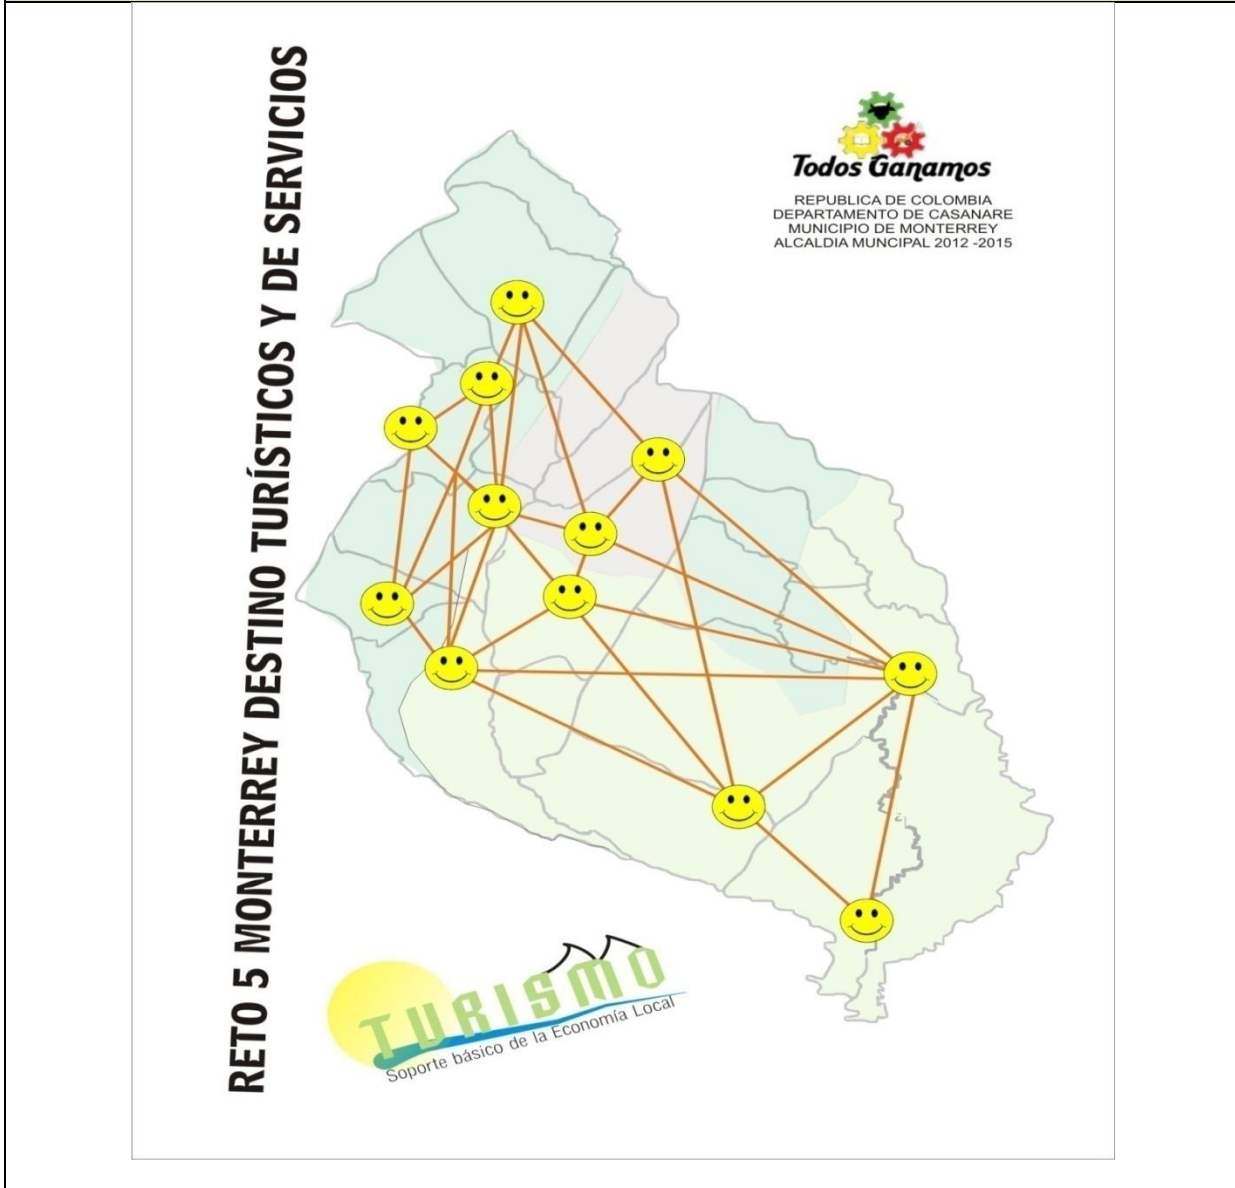 RETO 5 MONTERREY DESTINO TURÍSTICOS Y DE SERVICIOS
Todos Ganamos
REPUBLICA DE COLOMBIA
DEPARTAMENTO DE CASANARE
MUNICIPIO DE MONTERREY
ALCALDIA MUNCIPAL 2012 -2015
TURISMO
Soporte básico de la Economía Local